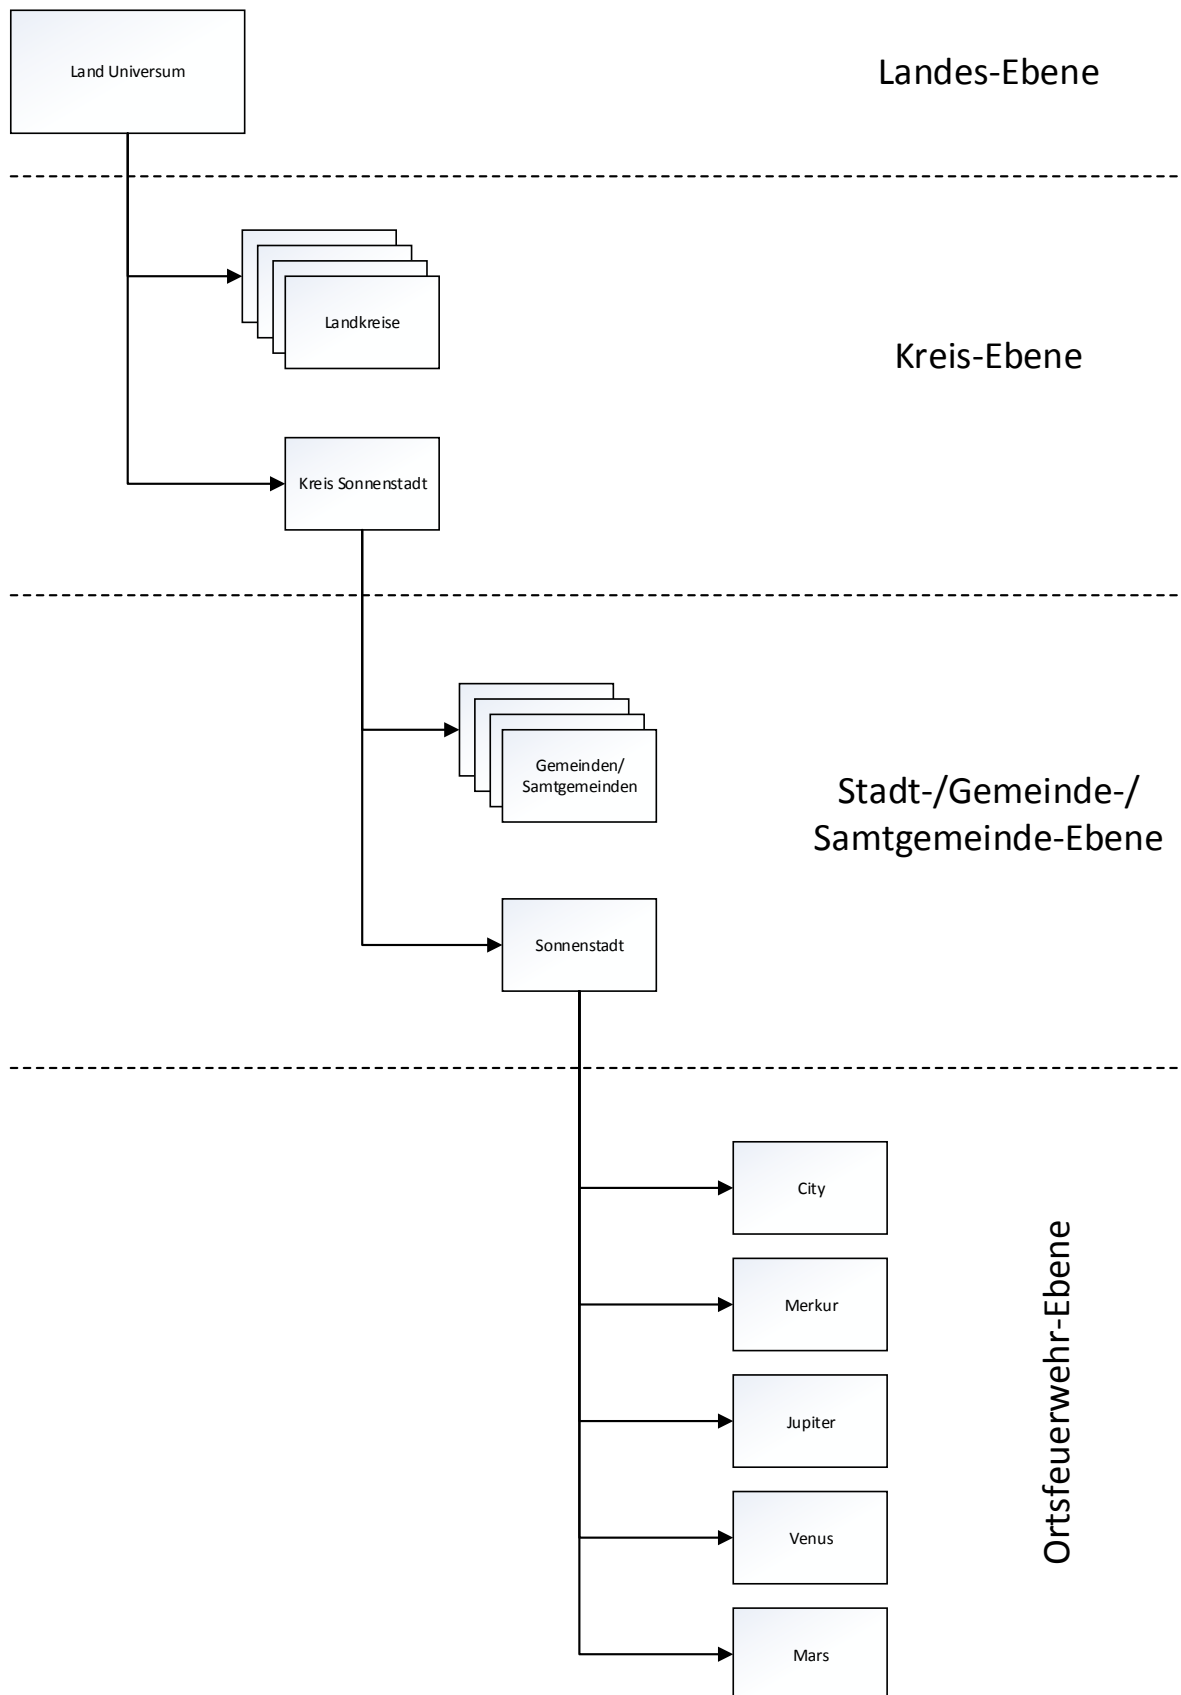 Land Universum
Landes-Ebene
Landkreise
Kreis-Ebene
Kreis Sonnenstadt
Gemeinden/
Samtgemeinden
Stadt-/Gemeinde-/
Samtgemeinde-Ebene
Sonnenstadt
City
Merkur
Jupiter
Venus
Mars
Ortsfeuerwehr-Ebene